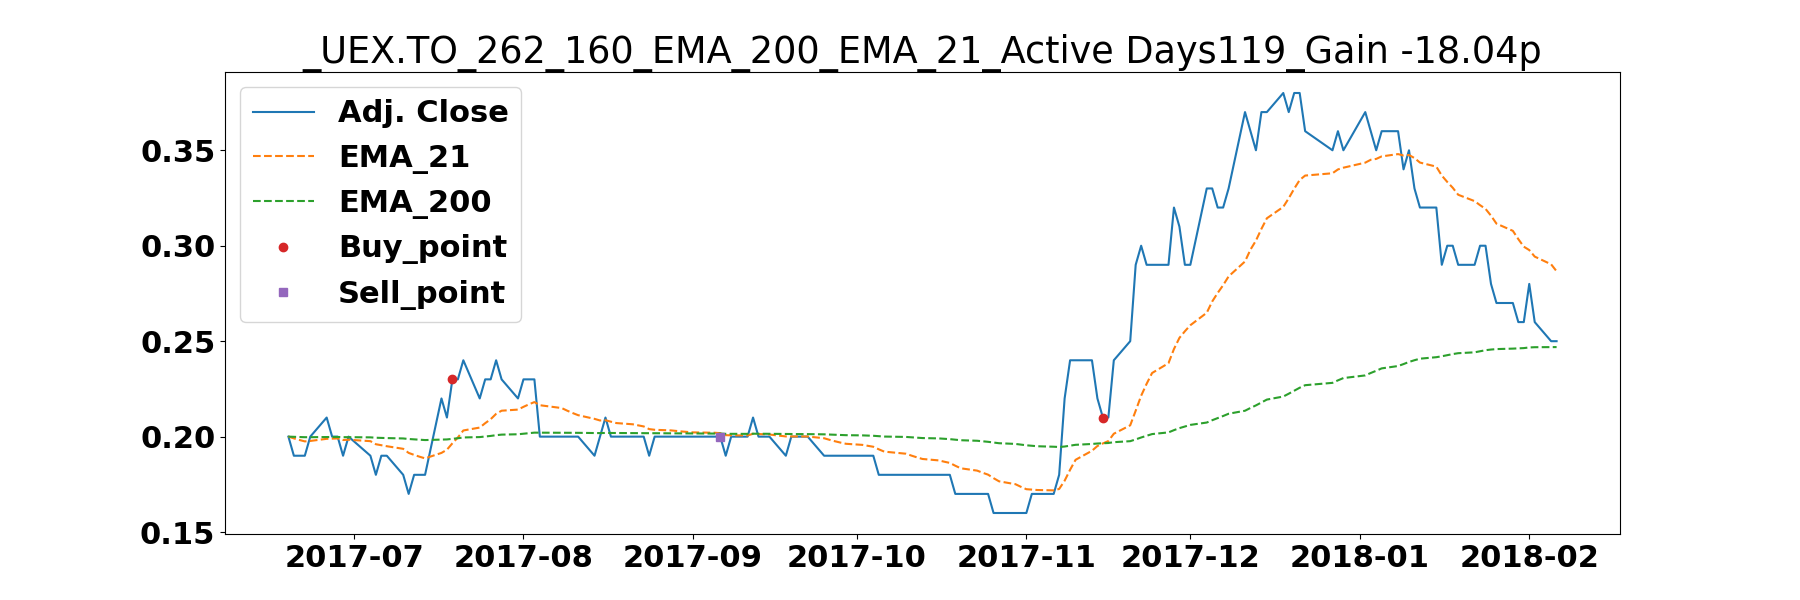 _UEX.TO_262_160_EMA_200_EMA_21_Active Days119_Gain -18.04p
Adj. Close
EMA_21
EMA_200
Buy_point
Sell_point
0.35
0.30
0.25
0.20
0.15
2017-07 2017-08 2017-09 2017-10 2017-11 2017-12 2018-01 2018-02